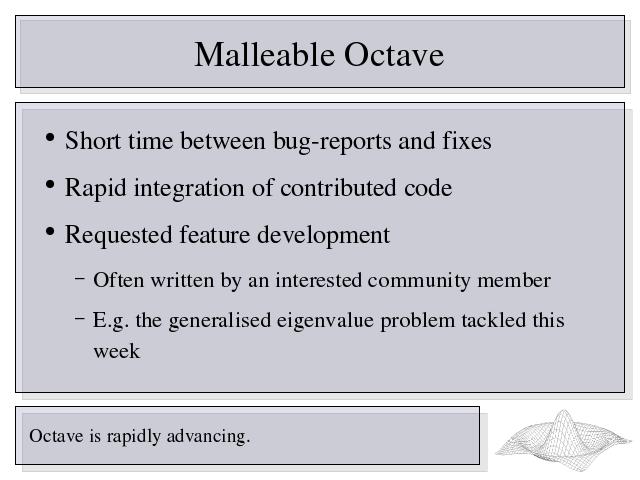 Malleable Octave
• Short time between bug-reports and fixes
• Rapid integration of contributed code
• Requested feature development
– Often written by an interested community member
– E.g. the generalised eigenvalue problem tackled this
week
Octave is rapidly advancing.